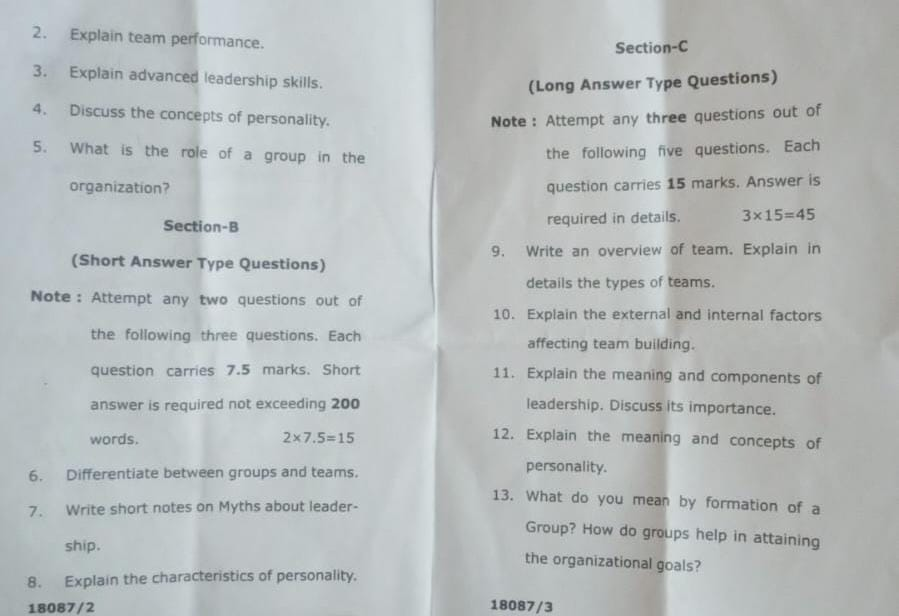 2. Explain team performance.
3. Explain advanced leadership skills.
4. Discuss the concepts of personality.
5. What is the role of a group in the
organization?
Section-B
(Short Answer Type Questions)
Note : Attempt any two questions out of
the following three questions. Each
question carries 7.5 marks. Short
answer is required not exceeding 200
words. 2×7.5=15
6. Differentiate between groups and teams.
7. Write short notes on Myths about leader-
ship.
8. Explain the characteristics of personality.
18087/2
Section-C
(Long Answer Type Questions)
Note : Attempt any three questions out of
the following five questions. Each
question carries 15 marks. Answer is
required in details. 3×15=45
9. Write an overview of team. Explain in
details the types of teams.
10. Explain the external and internal factors
affecting team building.
11. Explain the meaning and components of
leadership. Discuss its importance.
12. Explain the meaning and concepts of
personality.
13. What do you mean by formation of a
Group? How do groups help in attaining
the organizational goals?
18087/3